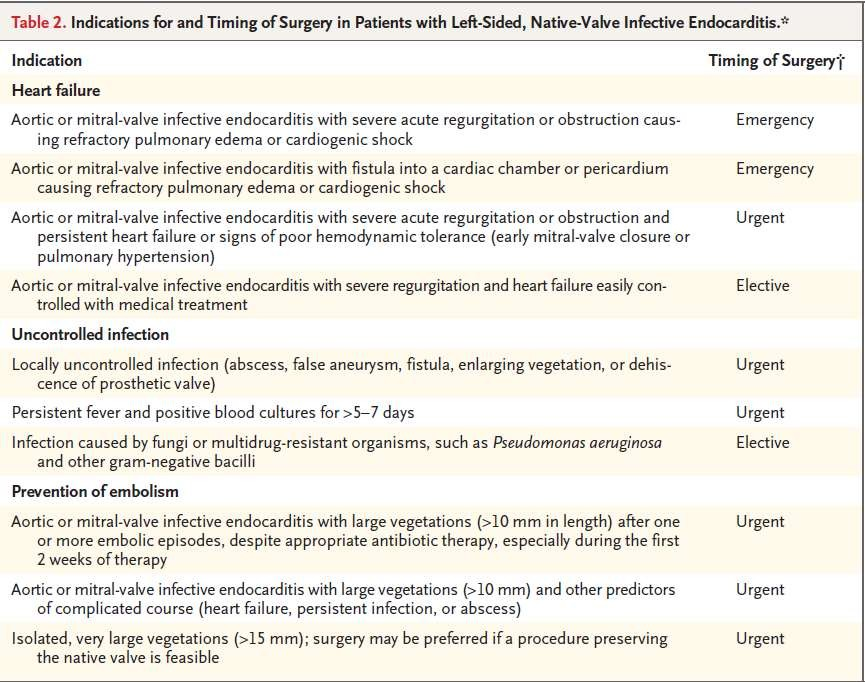 Table 2. Indications for and Timing of Surgery in Patients with Left-Sided, Native-Valve Infective Endocarditis.*
Indication Timing of Surgery†
Heart failure
Aortic or mitral-valve infective endocarditis with severe acute regurgitation or obstruction caus- Emergency
ing refractory pulmonary edema or cardiogenic shock
Aortic or mitral-valve infective endocarditis with fistula into a cardiac chamber or pericardium Emergency
causing refractory pulmonary edema or cardiogenic shock
Aortic or mitral-valve infective endocarditis with severe acute regurgitation or obstruction and Urgent
persistent heart failure or signs of poor hemodynamic tolerance (early mitral-valve closure or
pulmonary hypertension)
Aortic or mitral-valve infective endocarditis with severe regurgitation and heart failure easily con- Elective
trolled with medical treatment
Uncontrolled infection
Locally uncontrolled infection (abscess, false aneurysm, fistula, enlarging vegetation, or dehis- Urgent
cence of prosthetic valve)
Persistent fever and positive blood cultures for >5–7 days Urgent
Infection caused by fungi or multidrug-resistant organisms, such as Pseudomonas aeruginosa Elective
and other gram-negative bacilli
Prevention of embolism
Aortic or mitral-valve infective endocarditis with large vegetations (>10 mm in length) after one Urgent
or more embolic episodes, despite appropriate antibiotic therapy, especially during the first
2 weeks of therapy
Aortic or mitral-valve infective endocarditis with large vegetations (>10 mm) and other predictors Urgent
of complicated course (heart failure, persistent infection, or abscess)
Isolated, very large vegetations (>15 mm); surgery may be preferred if a procedure preserving Urgent
the native valve is feasible